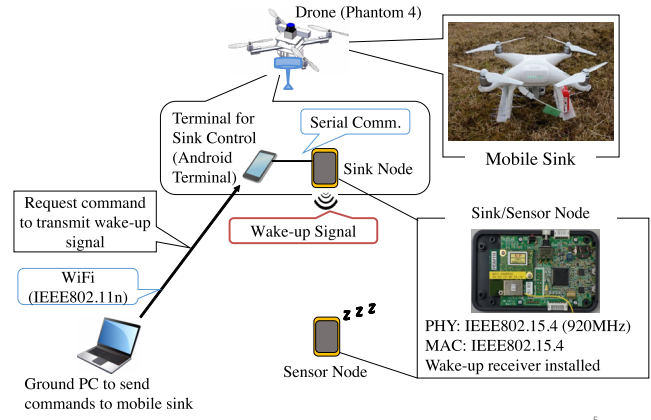 Drone (Phantom 4)
Mobile Sink
Terminal for
Sink Control
(Android
Terminal)
Serial Comm.
Sink Node
Request command
to transmit wake-up
signal
Wake-up Signal
WiFi
(IEEE802.11n)
Sink/Sensor Node
PHY: IEEE802.15.4 (920MHz)
MAC: IEEE802.15.4
Wake-up receiver installed
z z z
Sensor Node
Ground PC to send
commands to mobile sink